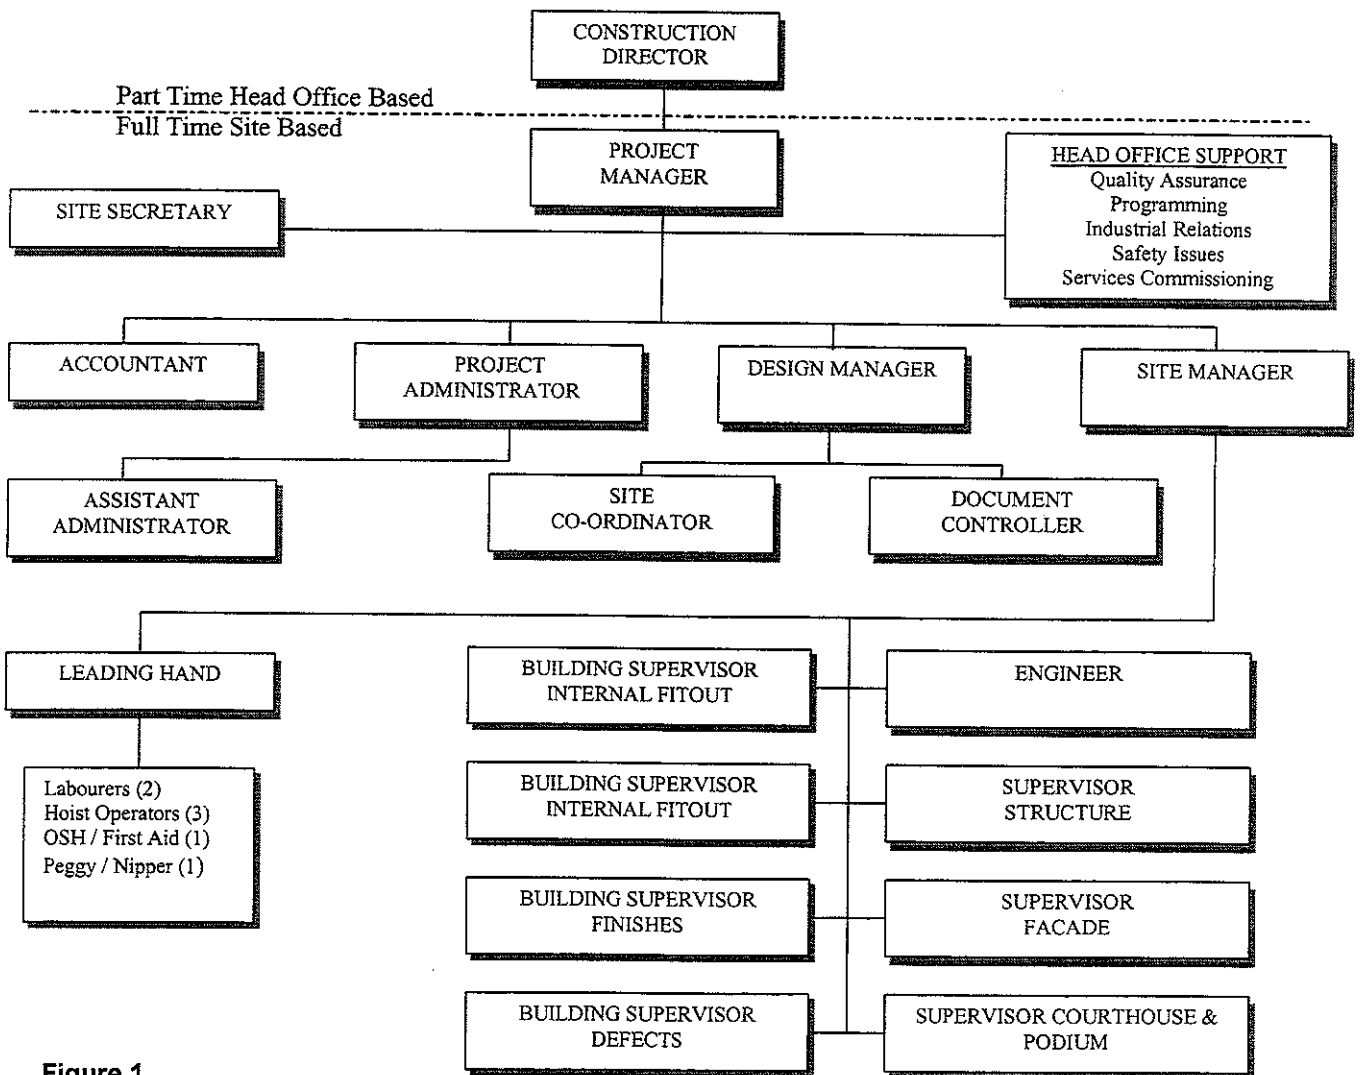 CONSTRUCTION
DIRECTOR
Part Time Head Office Based
Full Time Site Based
PROJECT
MANAGER
HEAD OFFICE SUPPORT
Quality Assurance
Programming
Industrial Relations
Safety Issues
Services Commissioning
SITE SECRETARY
ACCOUNTANT
PROJECT
ADMINISTRATOR
DESIGN MANAGER
SITE MANAGER
ASSISTANT
ADMINISTRATOR
SITE
CO-ORDINATOR
DOCUMENT
CONTROLLER
LEADING HAND
Labourers (2)
Hoist Operators (3)
OSH / First Aid (1)
Peggy / Nipper (1)
BUILDING SUPERVISOR
INTERNAL FITOUT
ENGINEER
BUILDING SUPERVISOR
INTERNAL FITOUT
SUPERVISOR
STRUCTURE
BUILDING SUPERVISOR
FINISHES
SUPERVISOR
FACADE
BUILDING SUPERVISOR
DEFECTS
SUPERVISOR COURTHOUSE &
PODIUM
Figure 1